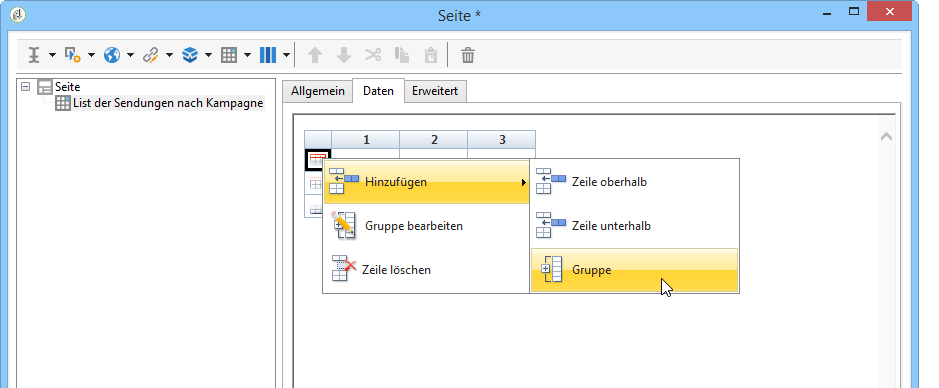 Seite *
Seite
List der Sendungen nach Kampagne
Allgemein
Daten
Erweitert
1
2
3
Hinzufügen
Gruppe bearbeiten
Zeile löschen
Zeile oberhalb
Zeile unterhalb
Gruppe